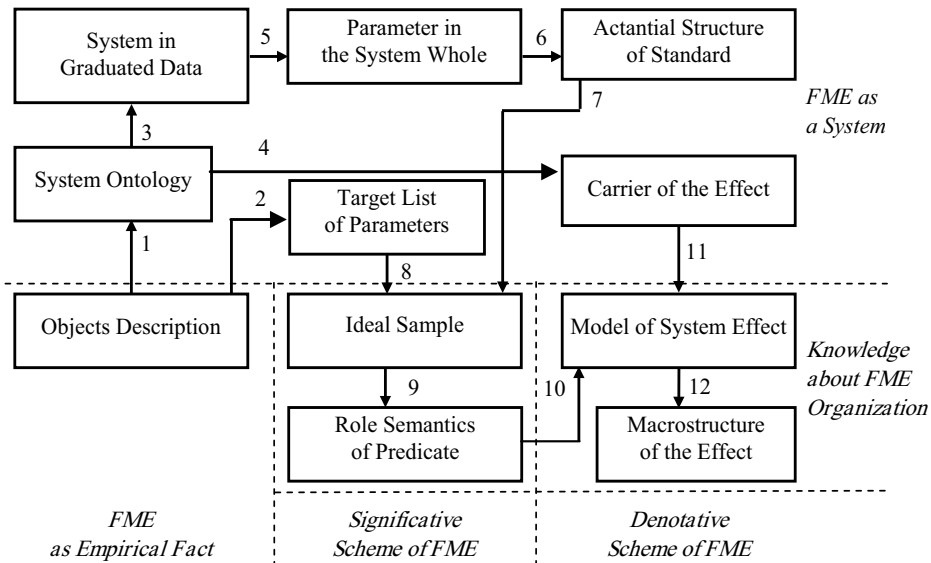 System in
Graduated Data
5
Parameter in
the System Whole
6
Actantial Structure
of Standard
3
7
FME as
a System
System Ontology
4
Carrier of the Effect
2
Target List
of Parameters
1
8
11
Objects Description
Ideal Sample
Model of System Effect
Knowledge
about FME
Organization
9
10
12
Role Semantics
of Predicate
Macrostructure
of the Effect
FME
as Empirical Fact
Significative
Scheme of FME
Denotative
Scheme of FME